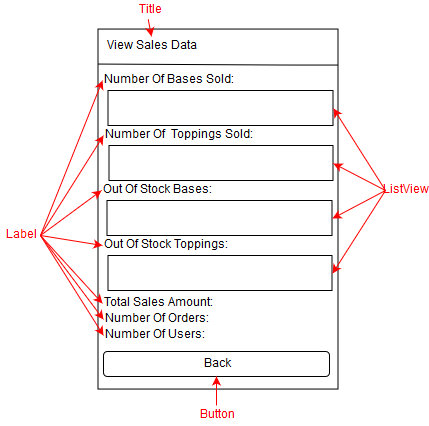 Title
View Sales Data
Number Of Bases Sold:
Number Of Toppings Sold:
Out Of Stock Bases:
ListView
Label
Out Of Stock Toppings:
Total Sales Amount:
Number Of Orders:
Number Of Users:
Back
Button